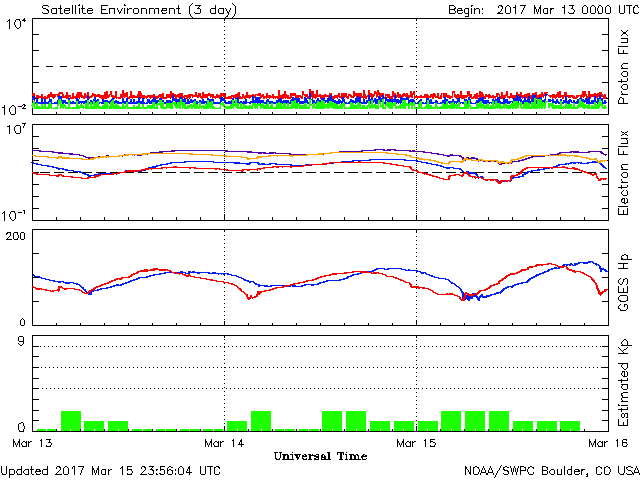 Satellite Environment (3 day) Begin: 2017 Mar 13 0000 UTC
10^4
Proton Flux
10^-2
10^7
Electron Flux
10^-1
200
GOES Hp
0
9
Estimated Kp
0
Mar 13 Mar 14 Mar 15 Mar 16
Universal Time
Updated 2017 Mar 15 23:56:04 UTC NOAA/SWPC Boulder, CO USA